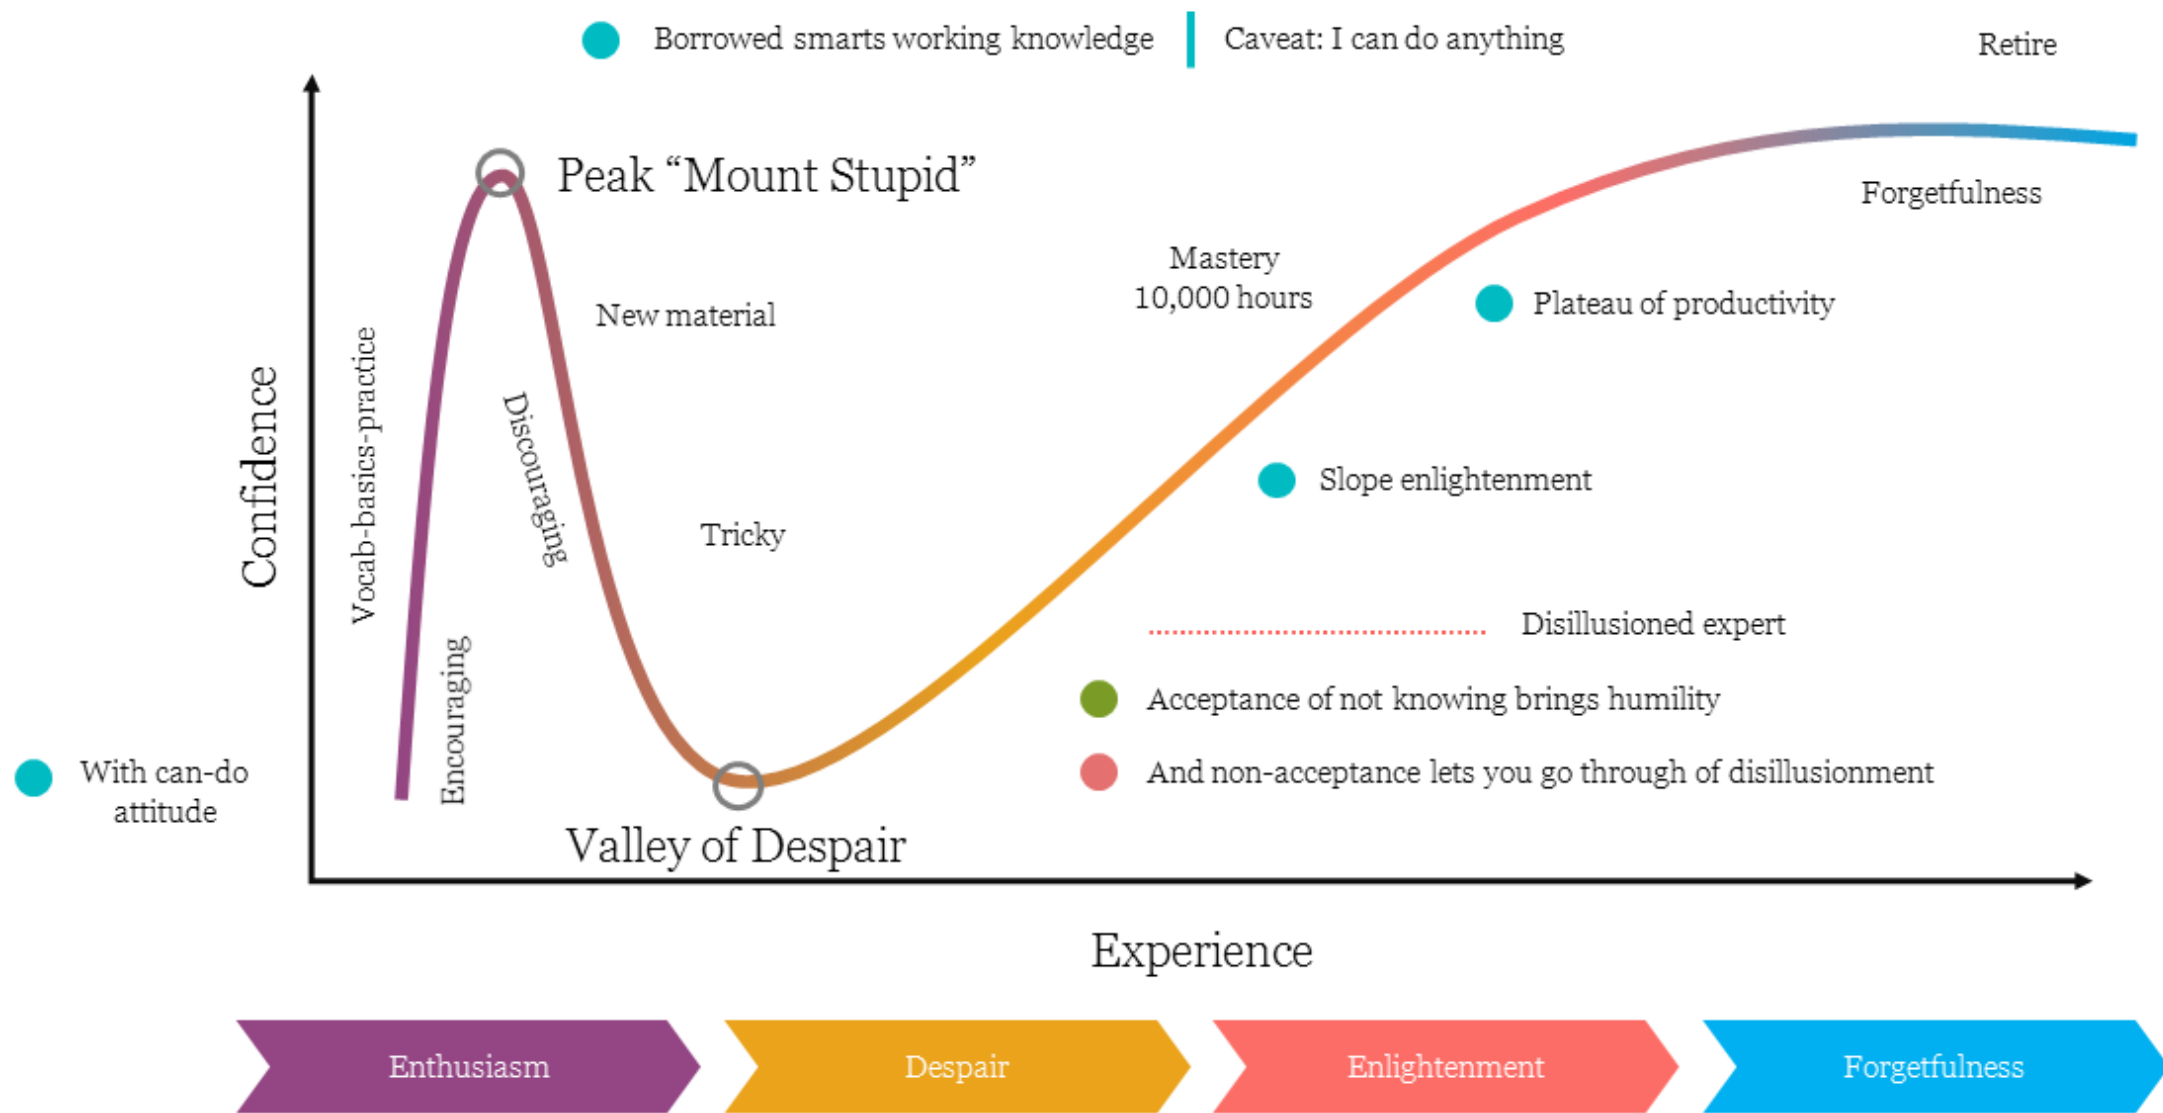 Borrowed smarts working knowledge
Caveat: I can do anything
Retire
Peak “Mount Stupid”
Forgetfulness
Mastery
10,000 hours
New material
Plateau of productivity
Vocab-basics-practice
Confidence
Discouraging
Slope enlightenment
Tricky
Disillusioned expert
Encouraging
Acceptance of not knowing brings humility
With can-do
attitude
And non-acceptance lets you go through of disillusionment
Valley of Despair
Experience
Enthusiasm
Despair
Enlightenment
Forgetfulness